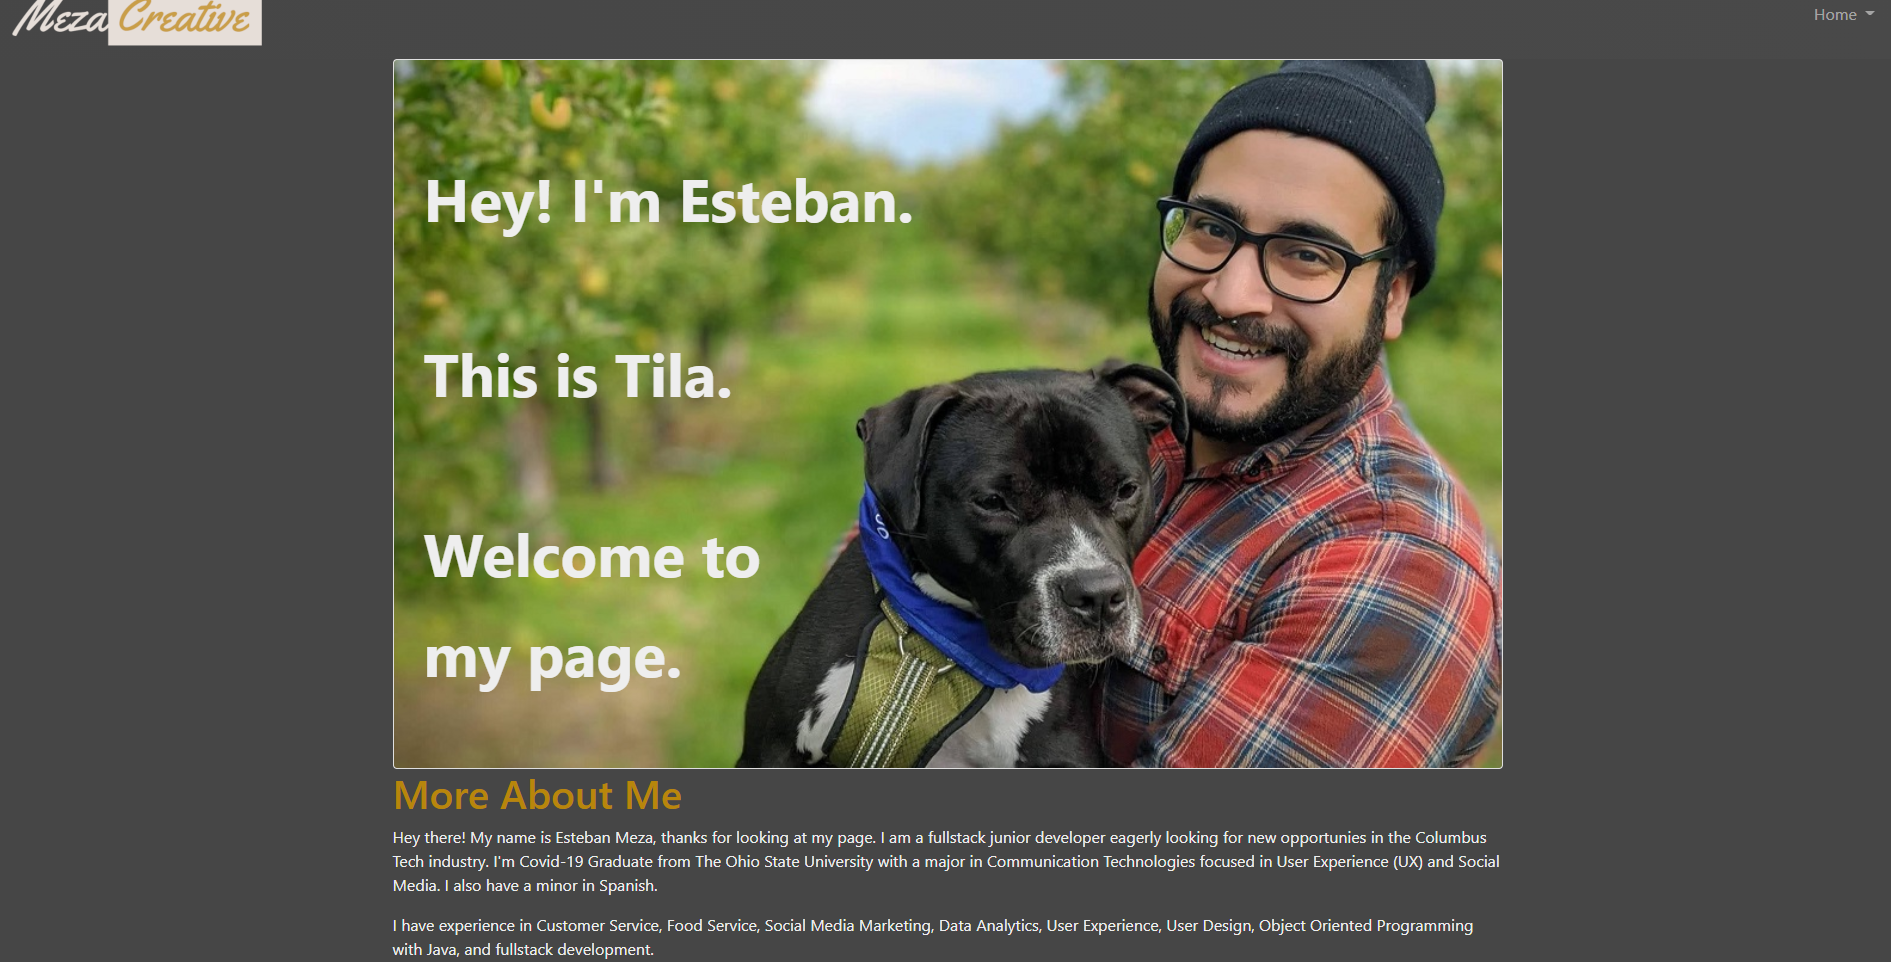 Meza Creative
Home
Hey! I'm Esteban.
This is Tila.
Welcome to
my page.
More About Me
Hey there! My name is Esteban Meza, thanks for looking at my page. I am a fullstack junior developer eagerly looking for new opportunies in the Columbus
Tech industry. I'm Covid-19 Graduate from The Ohio State University with a major in Communication Technologies focused in User Experience (UX) and Social
Media. I also have a minor in Spanish.
I have experience in Customer Service, Food Service, Social Media Marketing, Data Analytics, User Experience, User Design, Object Oriented Programming
with Java, and fullstack development.